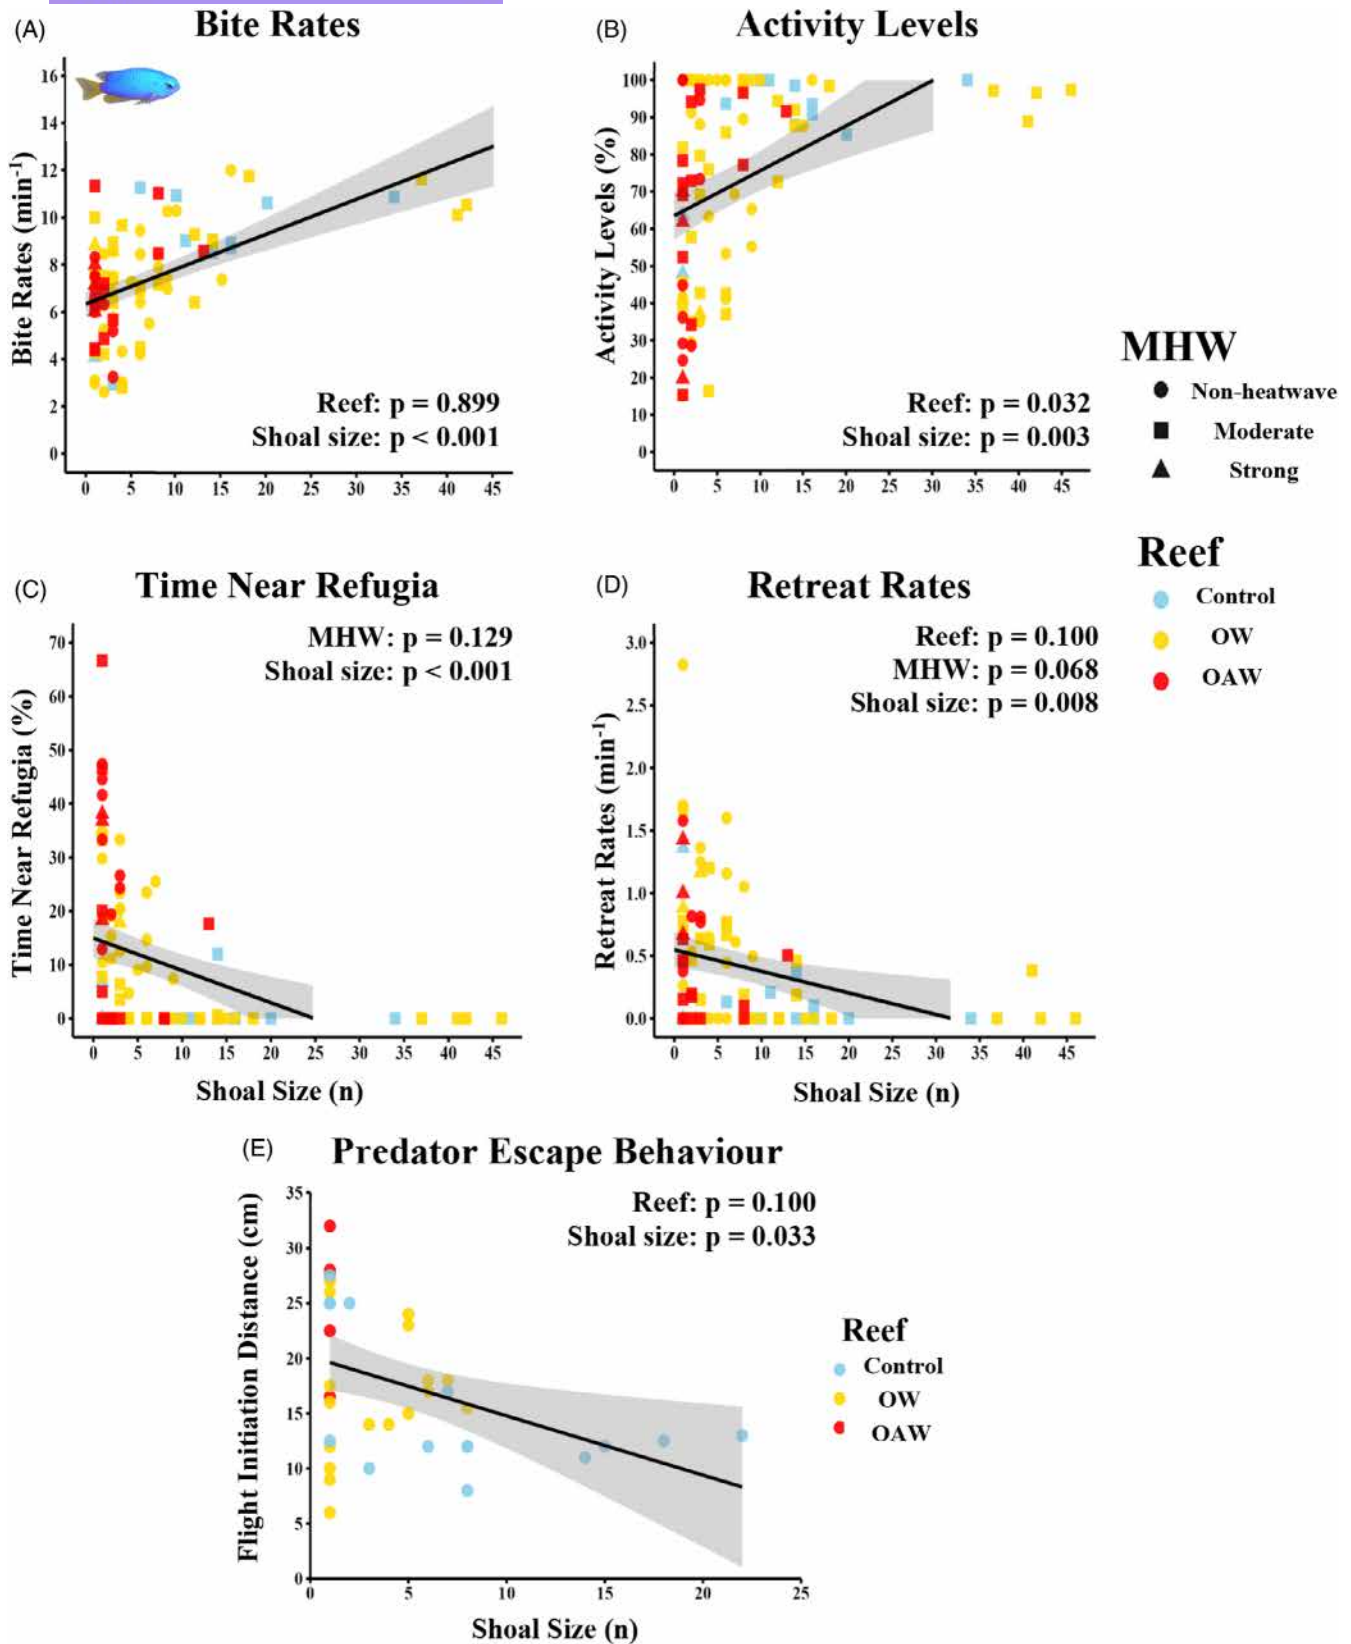 (A) Bite Rates
(B) Activity Levels
Bite Rates (min⁻¹)
16
14
12
10
8
6
4
2
0
Reef: p = 0.899
Shoal size: p < 0.001
0 5 10 15 20 25 30 35 40 45
Activity Levels (%)
100
90
80
70
60
50
40
30
20
10
0
Reef: p = 0.032
Shoal size: p = 0.003
0 5 10 15 20 25 30 35 40 45
MHW
Non-heatwave
Moderate
Strong
Reef
Control
OW
OAW
(C) Time Near Refugia
MHW: p = 0.129
Shoal size: p < 0.001
Time Near Refugia (%)
70
60
50
40
30
20
10
0
0 5 10 15 20 25 30 35 40 45
Shoal Size (n)
(D) Retreat Rates
Reef: p = 0.100
MHW: p = 0.068
Shoal size: p = 0.008
Retreat Rates (min⁻¹)
3.0
2.5
2.0
1.5
1.0
0.5
0.0
0 5 10 15 20 25 30 35 40 45
Shoal Size (n)
(E) Predator Escape Behaviour
Reef: p = 0.100
Shoal size: p = 0.033
Flight Initiation Distance (cm)
35
30
25
20
15
10
5
0
0 5 10 15 20 25
Shoal Size (n)
Reef
Control
OW
OAW